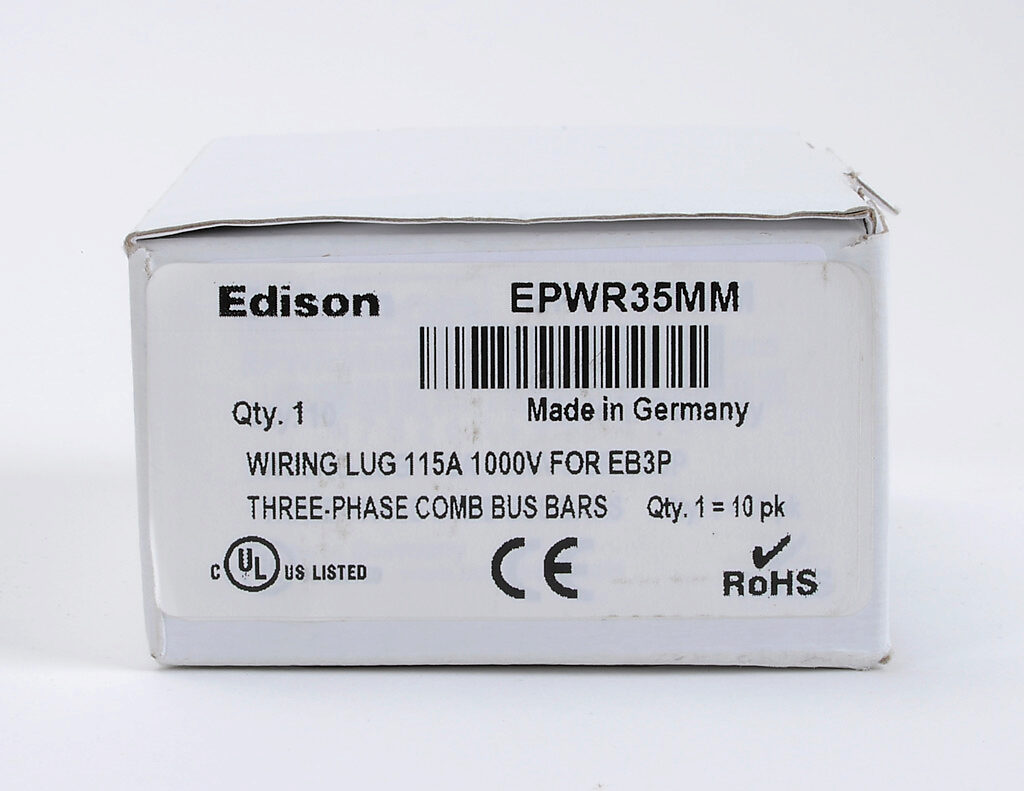 Edison EPWR35MM
Qty. 1 Made in Germany
WIRING LUG 115A 1000V FOR EB3P
THREE-PHASE COMB BUS BARS Qty. 1 = 10 pk
C UL US LISTED CE RoHS